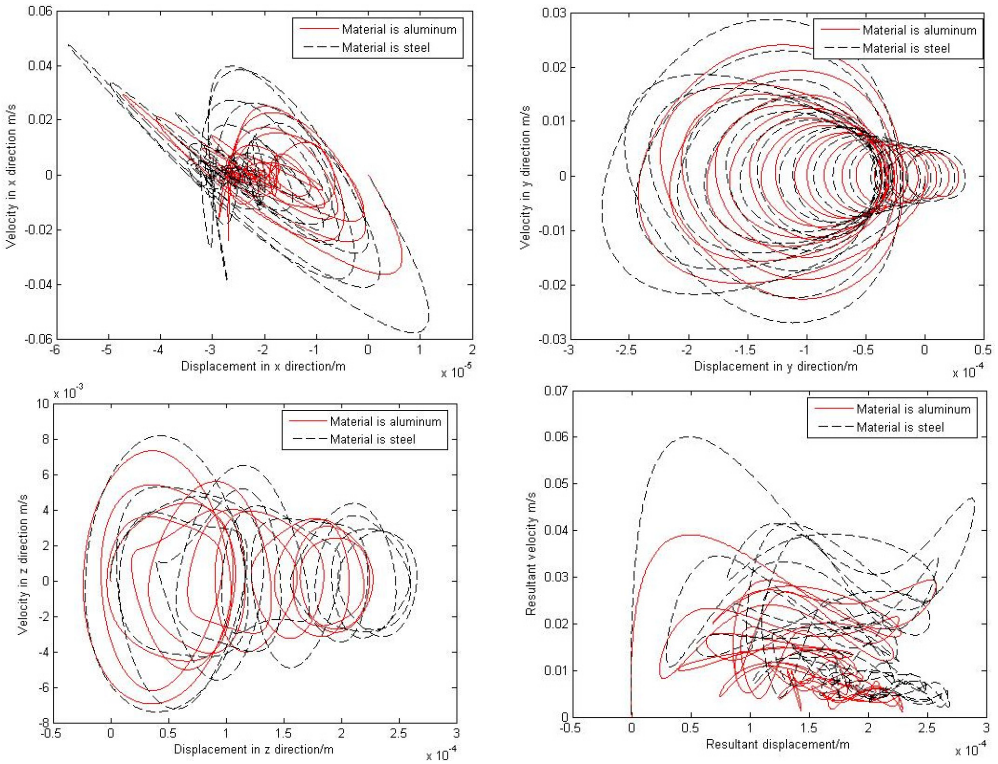 0.06
0.04
0.02
0
-0.02
-0.04
-0.06
Velocity in x direction m/s
Material is aluminum
Material is steel
-6 -5 -4 -3 -2 -1 0 1 2
Displacement in x direction/m
x 10⁻⁵
0.03
0.02
0.01
0
-0.01
-0.02
-0.03
Velocity in y direction m/s
Material is aluminum
Material is steel
-3 -2.5 -2 -1.5 -1 -0.5 0 0.5
Displacement in y direction/m
x 10⁻⁴
x 10⁻³
10
8
6
4
2
0
-2
-4
-6
-8
Velocity in z direction m/s
Material is aluminum
Material is steel
-0.5 0 0.5 1 1.5 2 2.5 3
Displacement in z direction/m
x 10⁻⁴
0.07
0.06
0.05
0.04
0.03
0.02
0.01
0
Resultant velocity m/s
Material is aluminum
Material is steel
-0.5 0 0.5 1 1.5 2 2.5 3
Resultant displacement/m
x 10⁻⁴